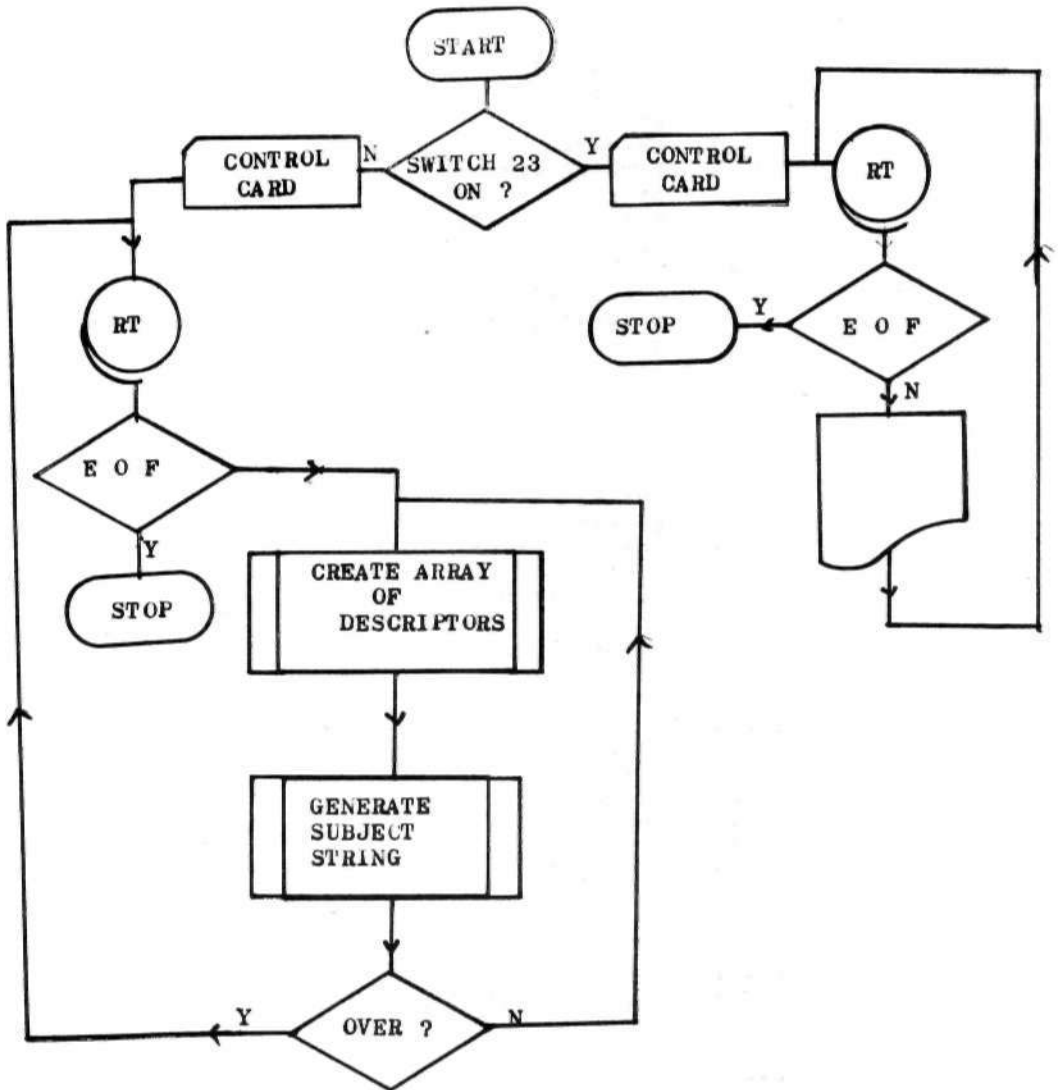 START
SWITCH 23
ON ?
N
Y
CONTROL
CARD
CONTROL
CARD
RT
RT
E O F
Y
STOP
N
E O F
Y
STOP
CREATE ARRAY
OF
DESCRIPTORS
GENERATE
SUBJECT
STRING
OVER ?
Y
N